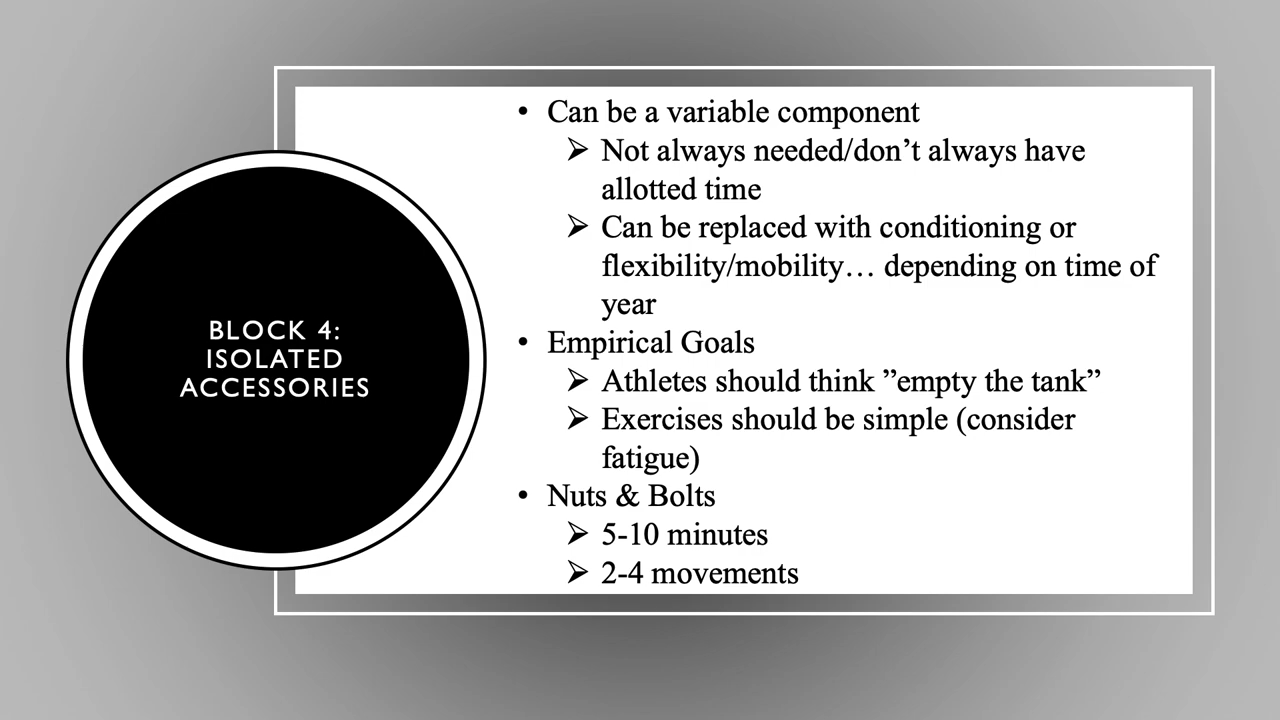 BLOCK 4:
ISOLATED
ACCESSORIES
• Can be a variable component
➢ Not always needed/don’t always have
allotted time
➢ Can be replaced with conditioning or
flexibility/mobility… depending on time of
year
• Empirical Goals
➢ Athletes should think ”empty the tank”
➢ Exercises should be simple (consider
fatigue)
• Nuts & Bolts
➢ 5-10 minutes
➢ 2-4 movements